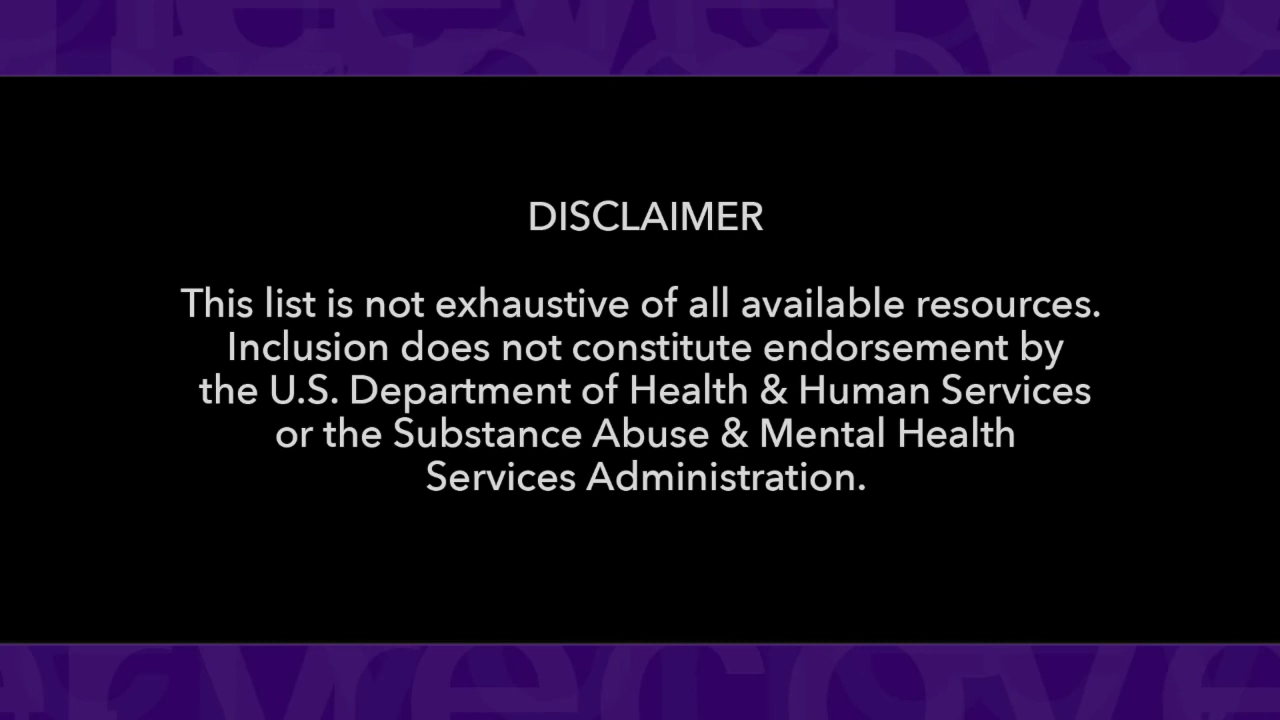 DISCLAIMER
This list is not exhaustive of all available resources.
Inclusion does not constitute endorsement by
the U.S. Department of Health & Human Services
or the Substance Abuse & Mental Health
Services Administration.